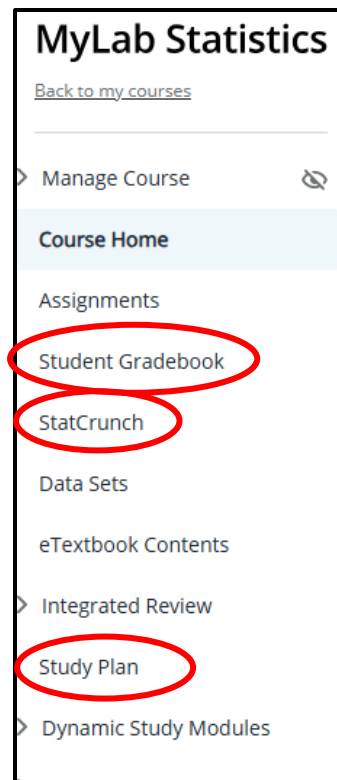 MyLab Statistics
Back to my courses
Manage Course
Course Home
Assignments
Student Gradebook
StatCrunch
Data Sets
eTextbook Contents
Integrated Review
Study Plan
Dynamic Study Modules